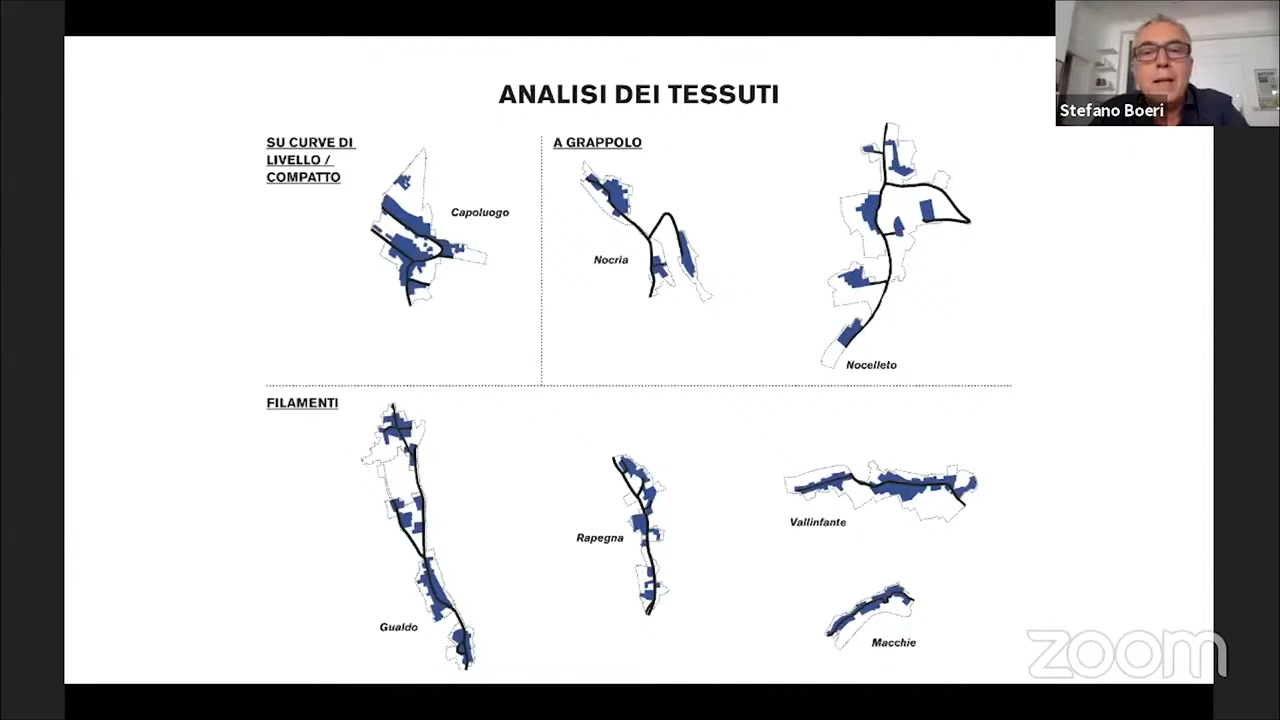 Stefano Boeri
ANALISI DEI TESSUTI
SU CURVE DI
LIVELLO /
COMPATTO
A GRAPPOLO
Capoluogo
Nocria
Nocelleto
FILAMENTI
Gualdo
Rapegna
Vallinfante
Macchie
zoom